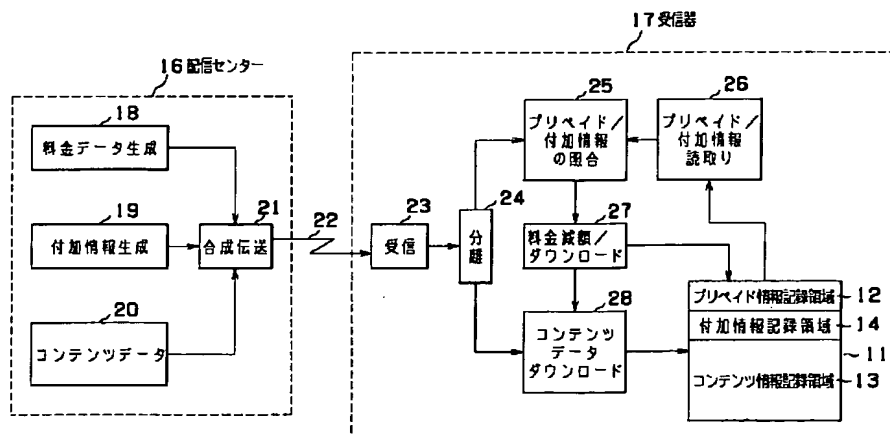 17受信器
16配信センター
18
料金データ生成
19
付加情報生成
20
コンテンツデータ
21
合成伝送
22
23
受信
24
分離
25
プリペイド／
付加情報
の照合
26
プリペイド／
付加情報
読取り
27
料金減額／
ダウンロード
28
コンテンツ
データ
ダウンロード
プリペイド情報記録領域
12
付加情報記録領域
14
11
コンテンツ情報記録領域
13